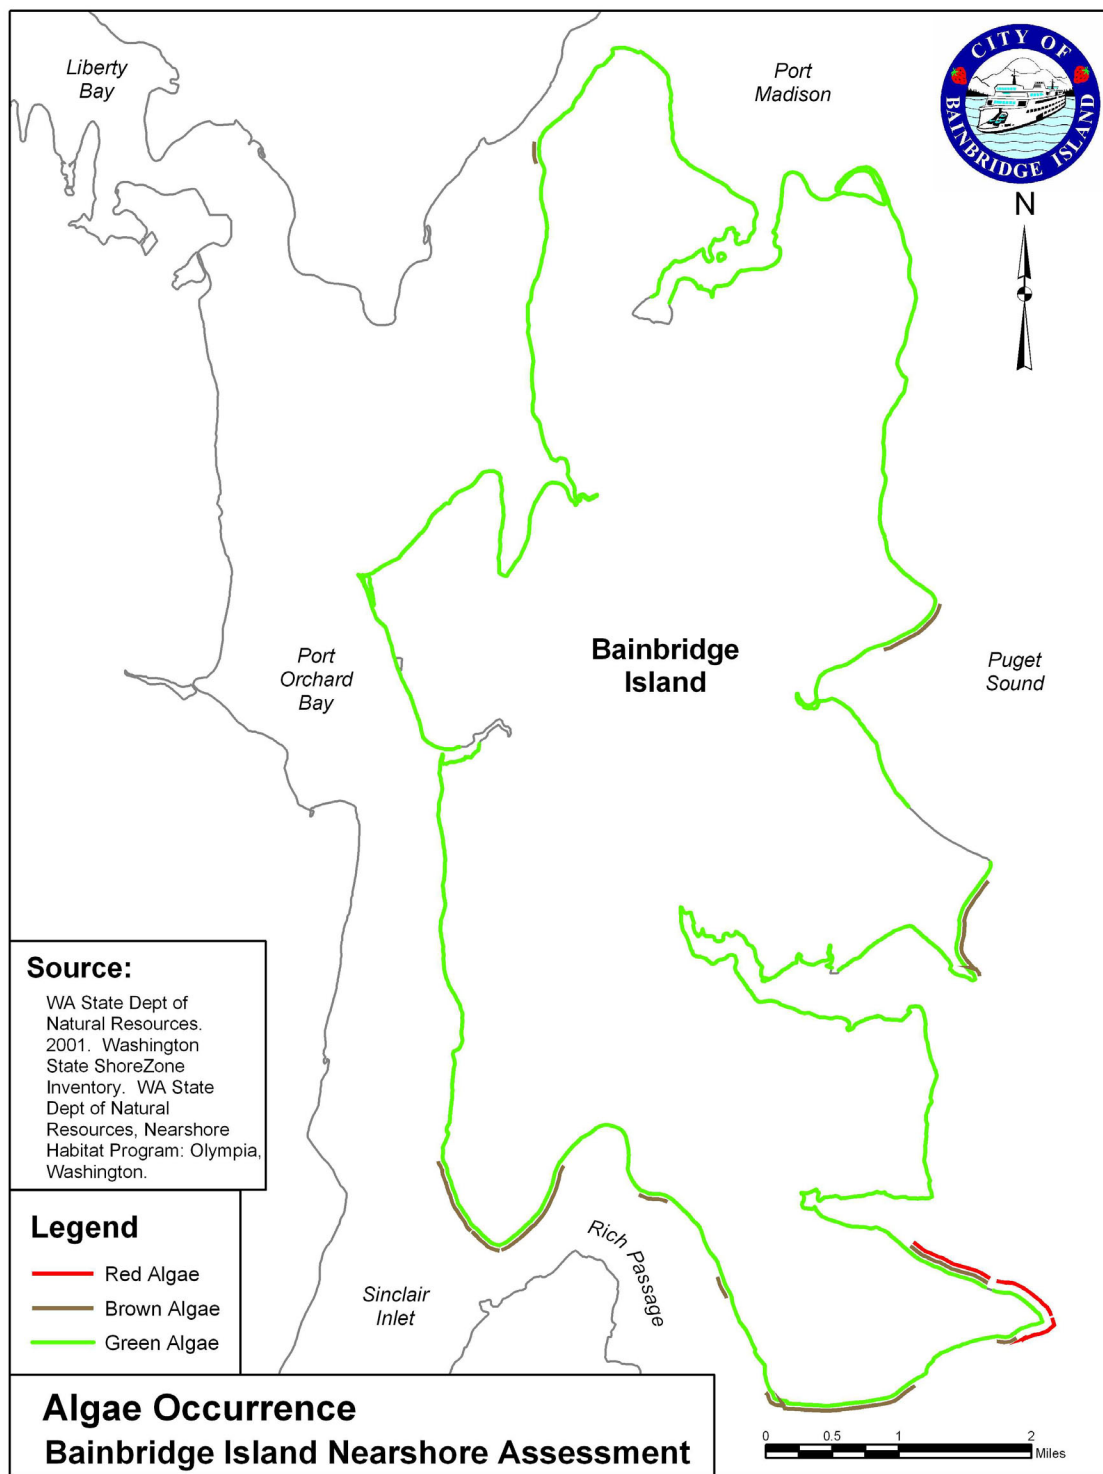 Liberty
Bay
Port
Madison
CITY OF
BAINBRIDGE ISLAND
N
Bainbridge
Island
Port
Orchard
Bay
Puget
Sound
Source:
WA State Dept of
Natural Resources.
2001. Washington
State ShoreZone
Inventory. WA State
Dept of Natural
Resources, Nearshore
Habitat Program: Olympia,
Washington.
Legend
Red Algae
Brown Algae
Green Algae
Rich Passage
Sinclair
Inlet
Algae Occurrence
Bainbridge Island Nearshore Assessment
0 0.5 1 2
Miles